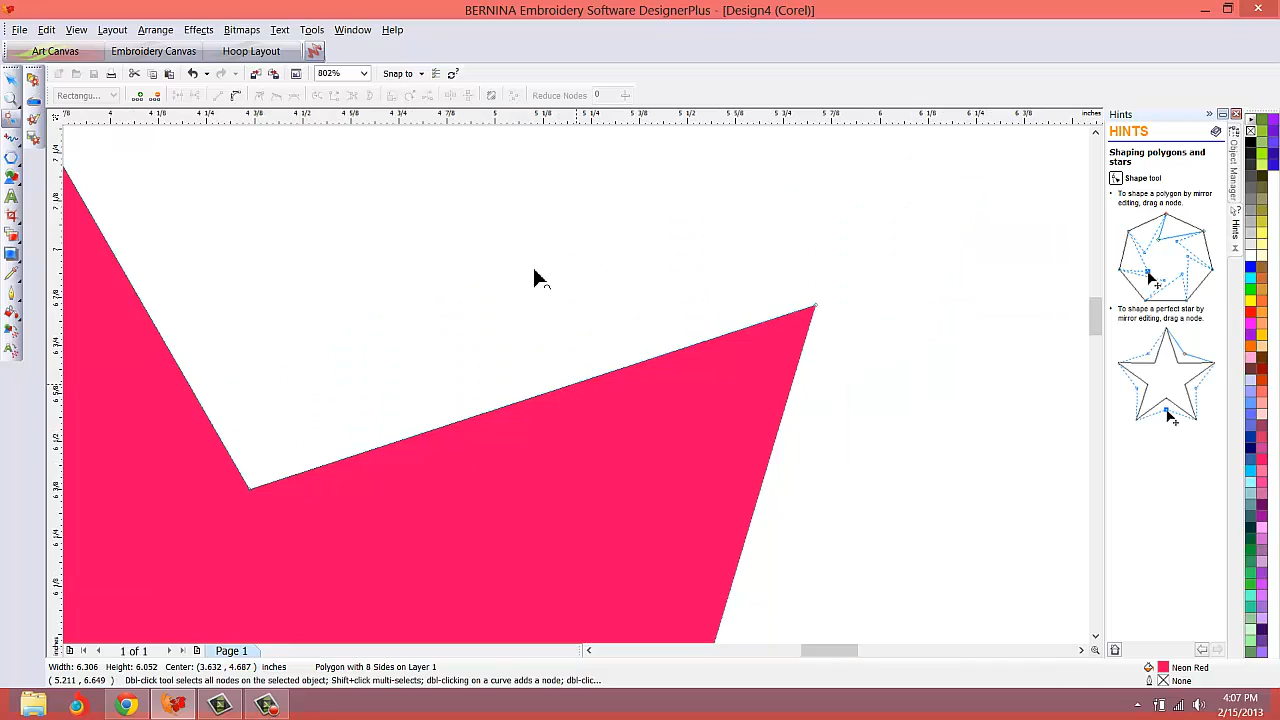 BERNINA Embroidery Software DesignerPlus - [Design4 (Corel)]
File Edit View Layout Arrange Effects Bitmaps Text Tools Window Help
Art Canvas Embroidery Canvas Hoop Layout
802% Snap to
Rectangu... Reduce Nodes 0
inches
Hints
HINTS
Shaping polygons and
stars
Shape tool
• To shape a polygon by mirror
editing, drag a node.
• To shape a perfect star by
mirror editing, drag a node.
Object Manager
Hints
1 of 1 Page 1
Width: 6.306 Height: 6.052 Center: (3.632, 4.687) inches Polygon with 8 Sides on Layer 1
Neon Red
( 5.211, 6.649 ) Dbl-click tool selects all nodes on the selected object; Shift+click multi-selects; dbl-clicking on a curve adds a node; dbl-clic...
None
4:07 PM
2/15/2013